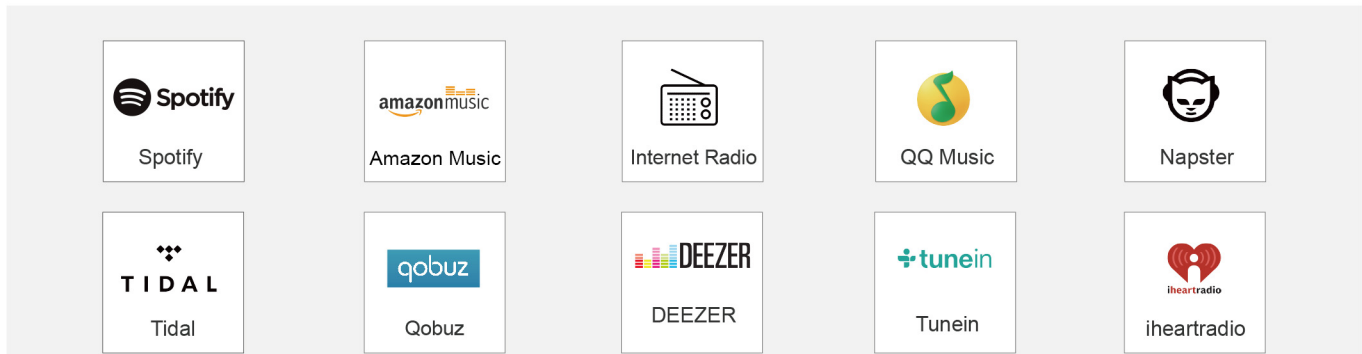 Spotify
amazonmusic
Spotify
Amazon Music
Internet Radio
QQ Music
Napster
TIDAL
qobuz
DEEZER
tunein
iheartradio
Tidal
Qobuz
DEEZER
Tunein
iheartradio